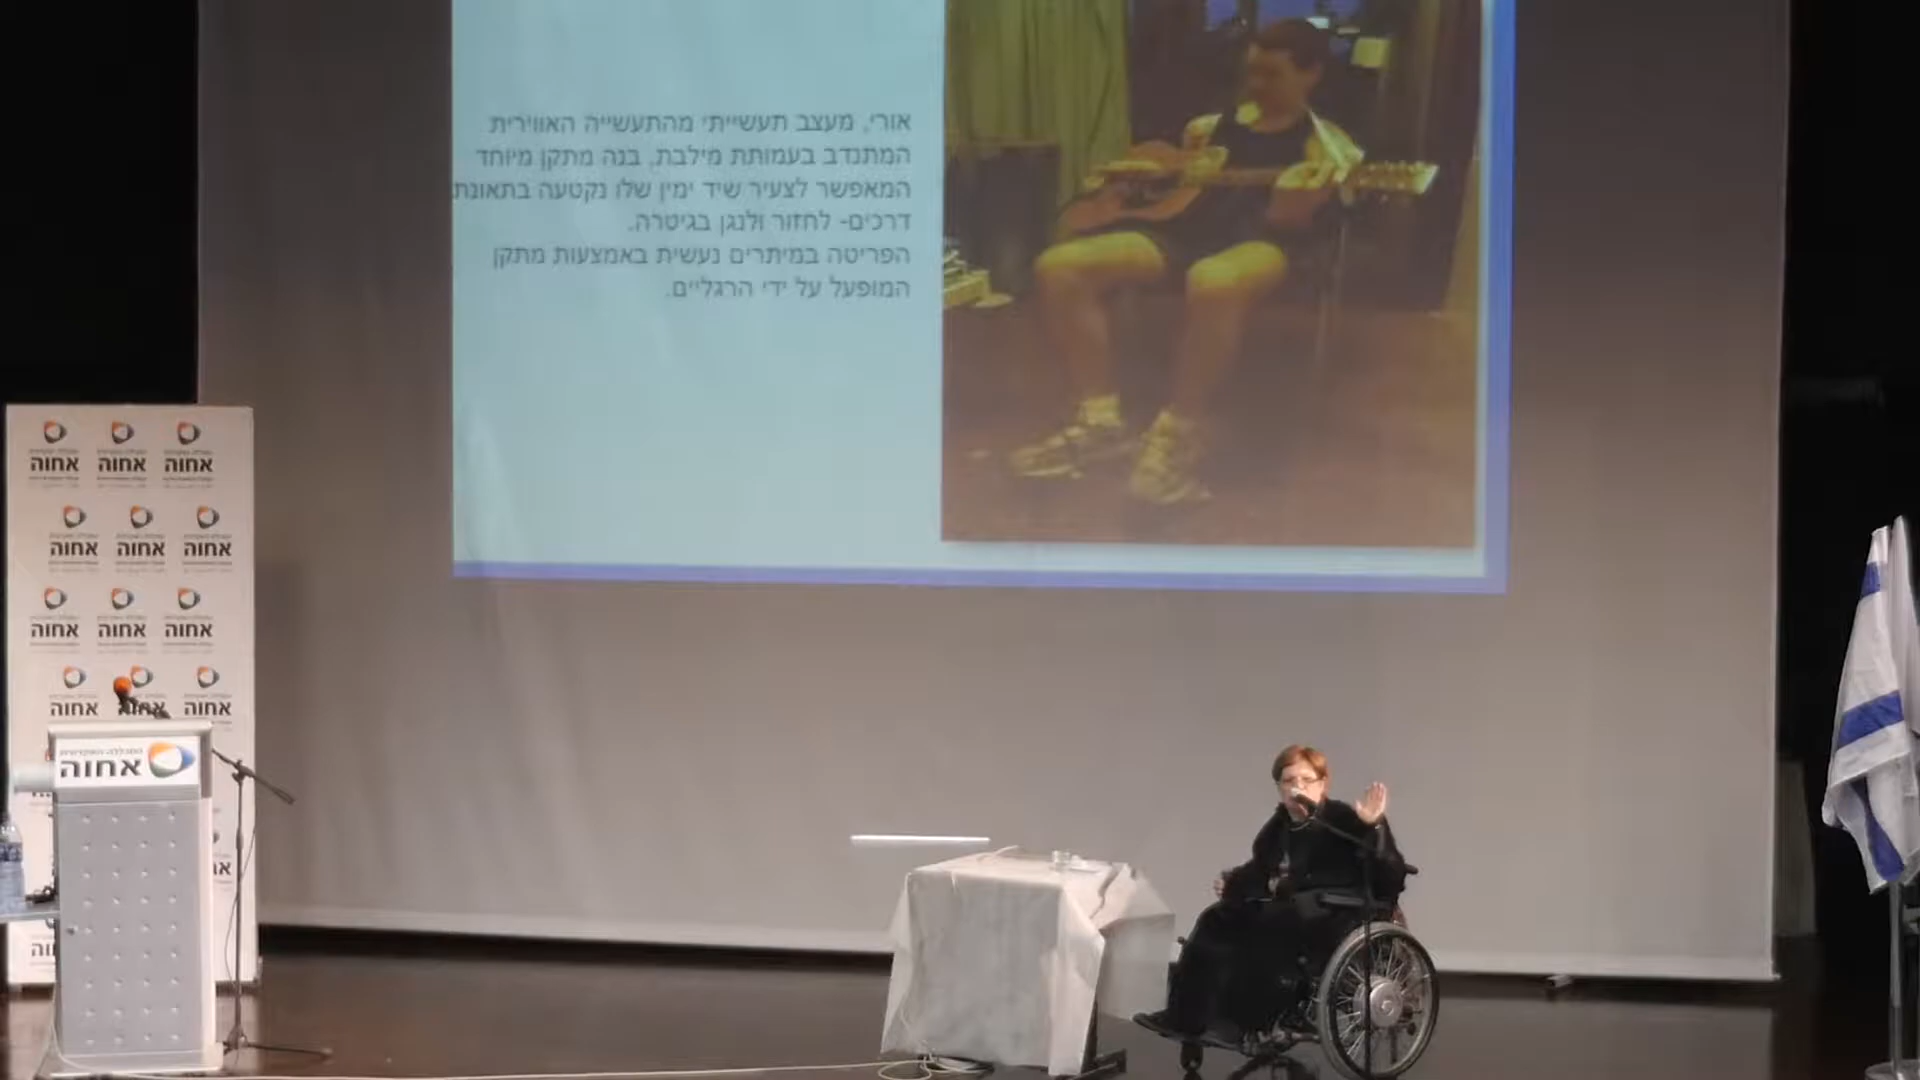 אורי, מעצב תעשייתי מהתעשייה האווירית
המתנדב בעמותת מילבת, בנה מתקן מיוחד
המאפשר לצעיר שיד ימין שלו נקטעה בתאונת
דרכים- לחזור ולנגן בגיטרה.
הפריטה במיתרים נעשית באמצעות מתקן
המופעל על ידי הרגליים.
אחוה אחוה אחוה
אחוה אחוה אחוה
אחוה אחוה אחוה
אחוה אחוה אחוה
המכללה האקדמית
אחוה